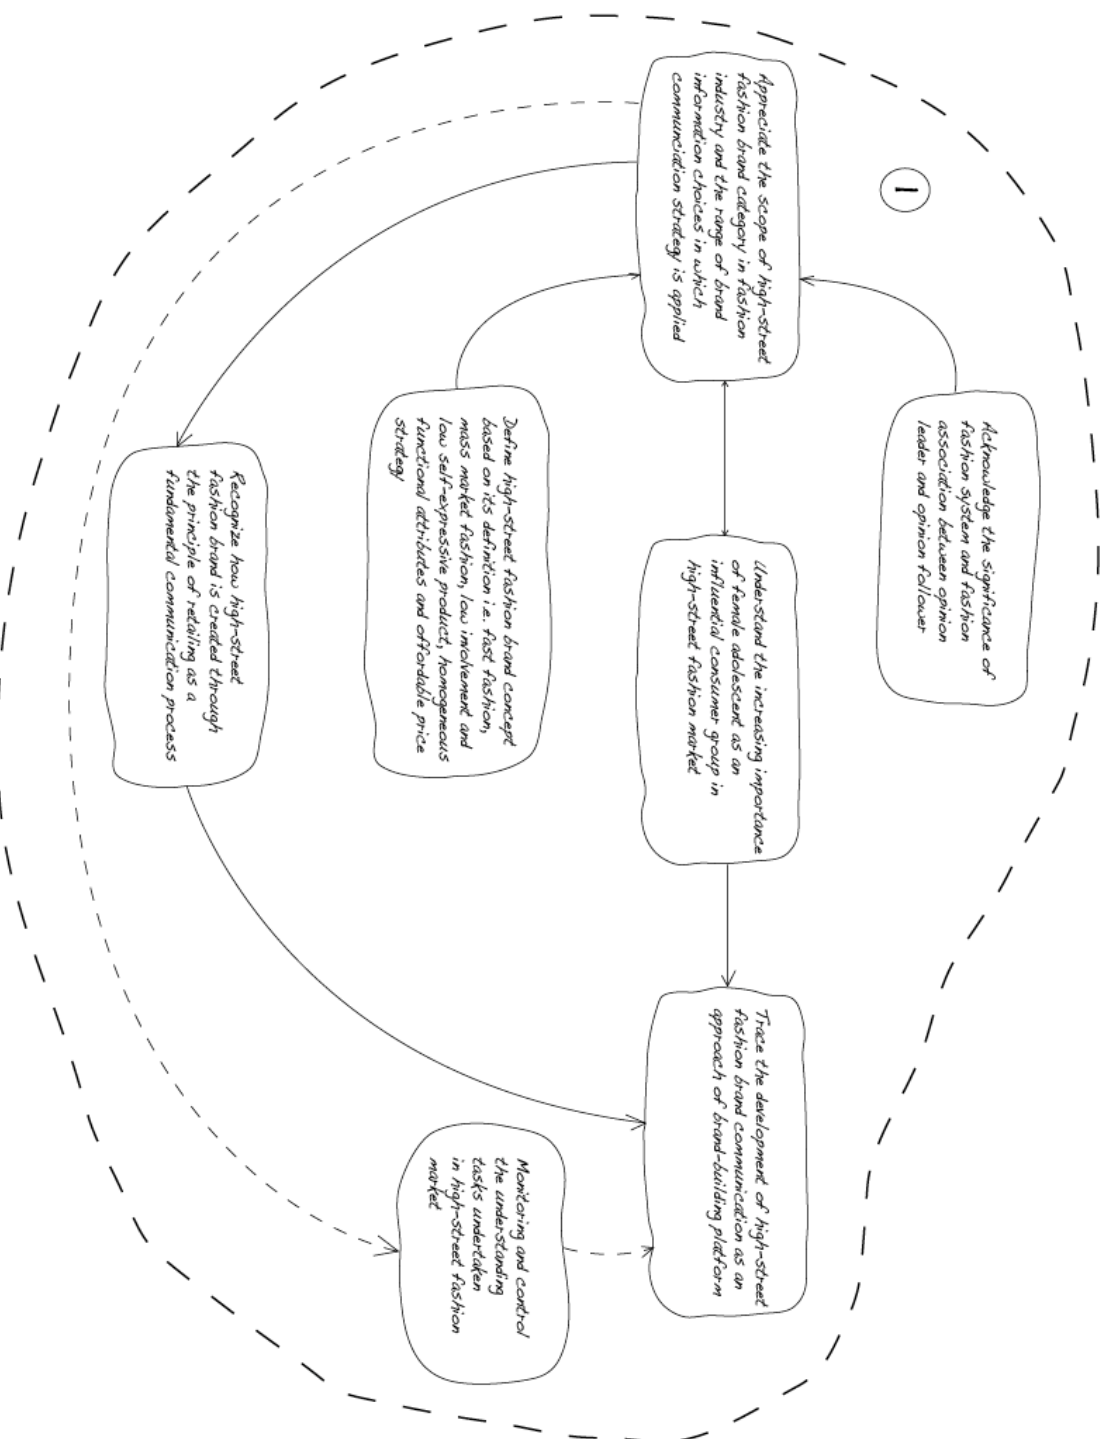 1
Acknowledge the significance of
fashion system and fashion
association between opinion
leader and opinion follower
Appreciate the scope of high-street
fashion brand category in fashion
industry and the range of brand
information choices in which
communciation strategy is applied
Understand the increasing importance
of female adolescent as an
influential consumer group in
high-street fashion market
Trace the development of high-street
fashion brand communication as an
approach of brand-building platform
Define high-street fashion brand concept
based on its definition i.e. fast fashion,
mass market fashion, low involvement and
low self-expressive product, homogeneous
functional attributes and affordable price
strategy
Monitoring and control
the understanding
tasks undertaken
in high-street fashion
market
Recognize how high-street
fashion brand is created through
the principle of retailing as a
fundamental communication process